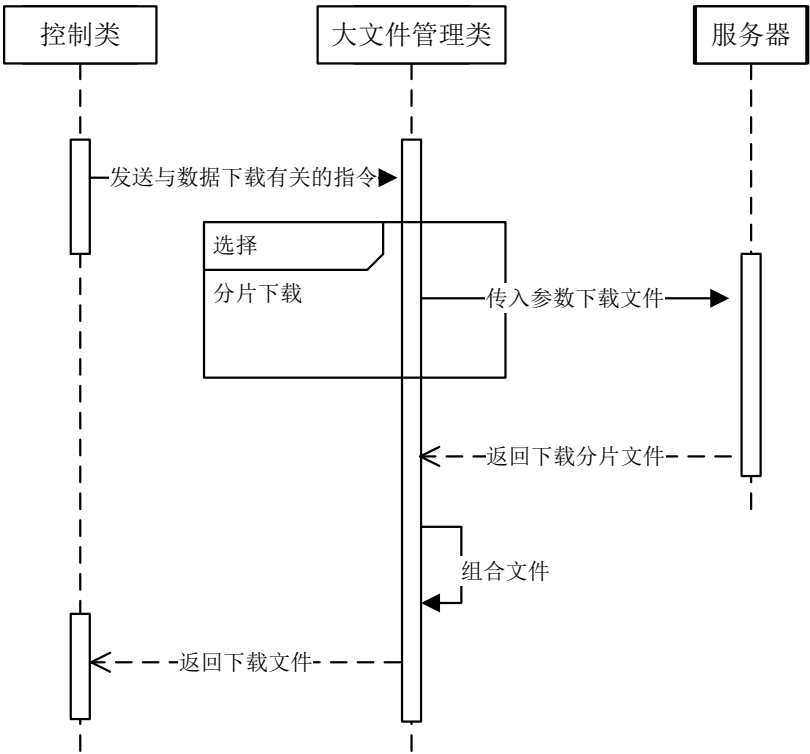 控制类
大文件管理类
服务器
发送与数据下载有关的指令
选择
分片下载
传入参数下载文件
返回下载分片文件
组合文件
返回下载文件